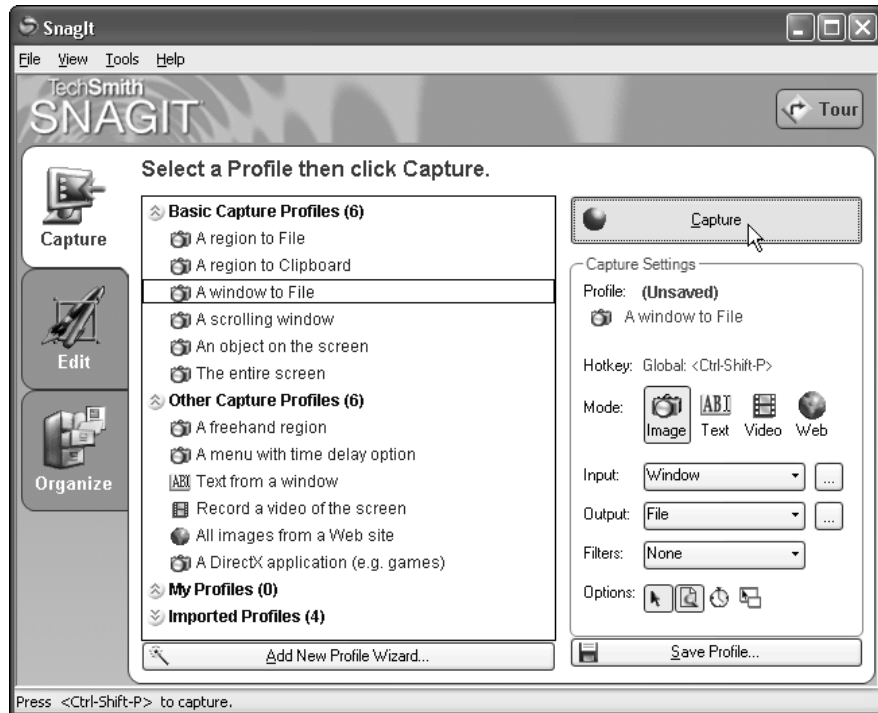 SnagIt
File View Tools Help
TechSmith
SNAGIT
Tour
Select a Profile then click Capture.
Capture
Edit
Organize
Basic Capture Profiles (6)
A region to File
A region to Clipboard
A window to File
A scrolling window
An object on the screen
The entire screen
Other Capture Profiles (6)
A freehand region
A menu with time delay option
ABI Text from a window
Record a video of the screen
All images from a Web site
A DirectX application (e.g. games)
My Profiles (0)
Imported Profiles (4)
Add New Profile Wizard...
Capture
Capture Settings
Profile: (Unsaved)
A window to File
Hotkey: Global: <Ctrl-Shift-P>
Mode: Image ABI Text Video Web
Input: Window ...
Output: File ...
Filters: None
Options:
Save Profile...
Press <Ctrl-Shift-P> to capture.